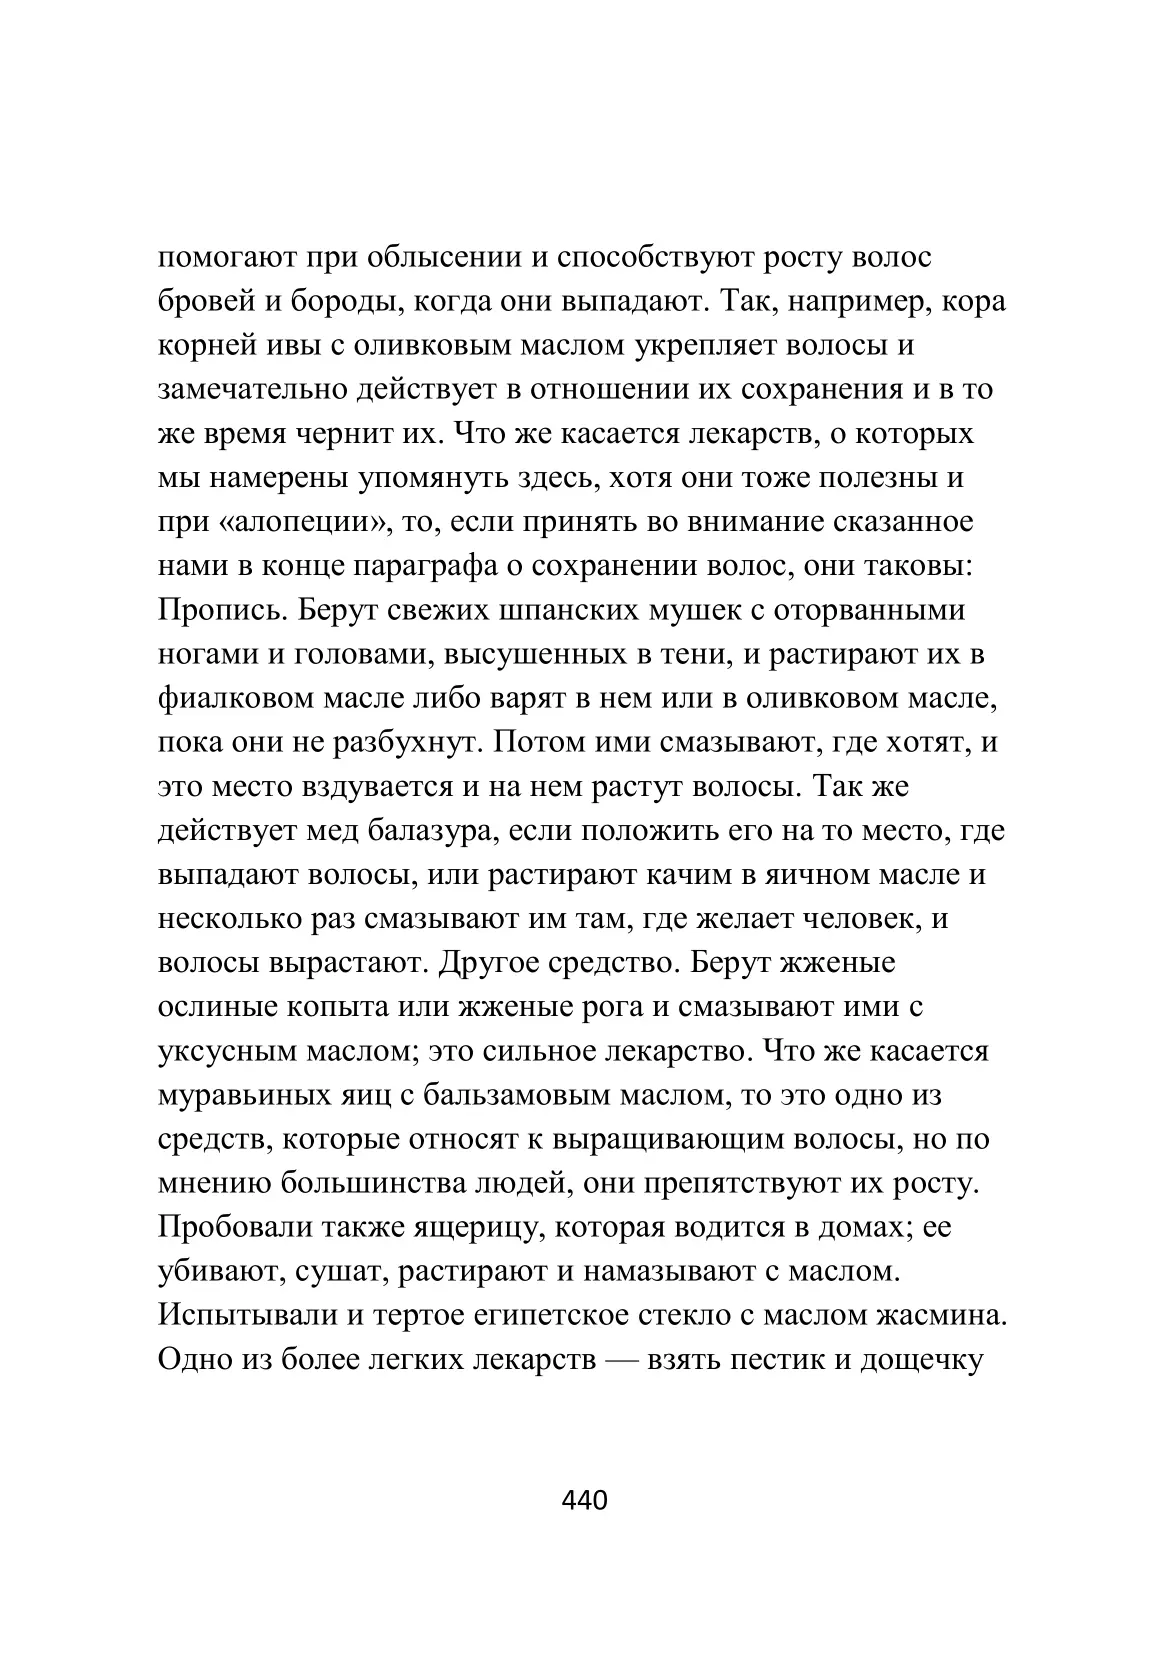 помогают при облысении и способствуют росту волос
бровей и бороды, когда они выпадают. Так, например, кора
корней ивы с оливковым маслом укрепляет волосы и
замечательно действует в отношении их сохранения и в то
же время чернит их. Что же касается лекарств, о которых
мы намерены упомянуть здесь, хотя они тоже полезны и
при «алопеции», то, если принять во внимание сказанное
нами в конце параграфа о сохранении волос, они таковы:
Пропись. Берут свежих шпанских мушек с оторванными
ногами и головами, высушенных в тени, и растирают их в
фиалковом масле либо варят в нем или в оливковом масле,
пока они не разбухнут. Потом ими смазывают, где хотят, и
это место вздувается и на нем растут волосы. Так же
действует мед балазура, если положить его на то место, где
выпадают волосы, или растирают качим в яичном масле и
несколько раз смазывают им там, где желает человек, и
волосы вырастают. Другое средство. Берут жженые
ослиные копыта или жженые рога и смазывают ими с
уксусным маслом; это сильное лекарство. Что же касается
муравьиных яиц с бальзамовым маслом, то это одно из
средств, которые относят к выращивающим волосы, но по
мнению большинства людей, они препятствуют их росту.
Пробовали также ящерицу, которая водится в домах; ее
убивают, сушат, растирают и намазывают с маслом.
Испытывали и тертое египетское стекло с маслом жасмина.
Одно из более легких лекарств — взять пестик и дощечку
440